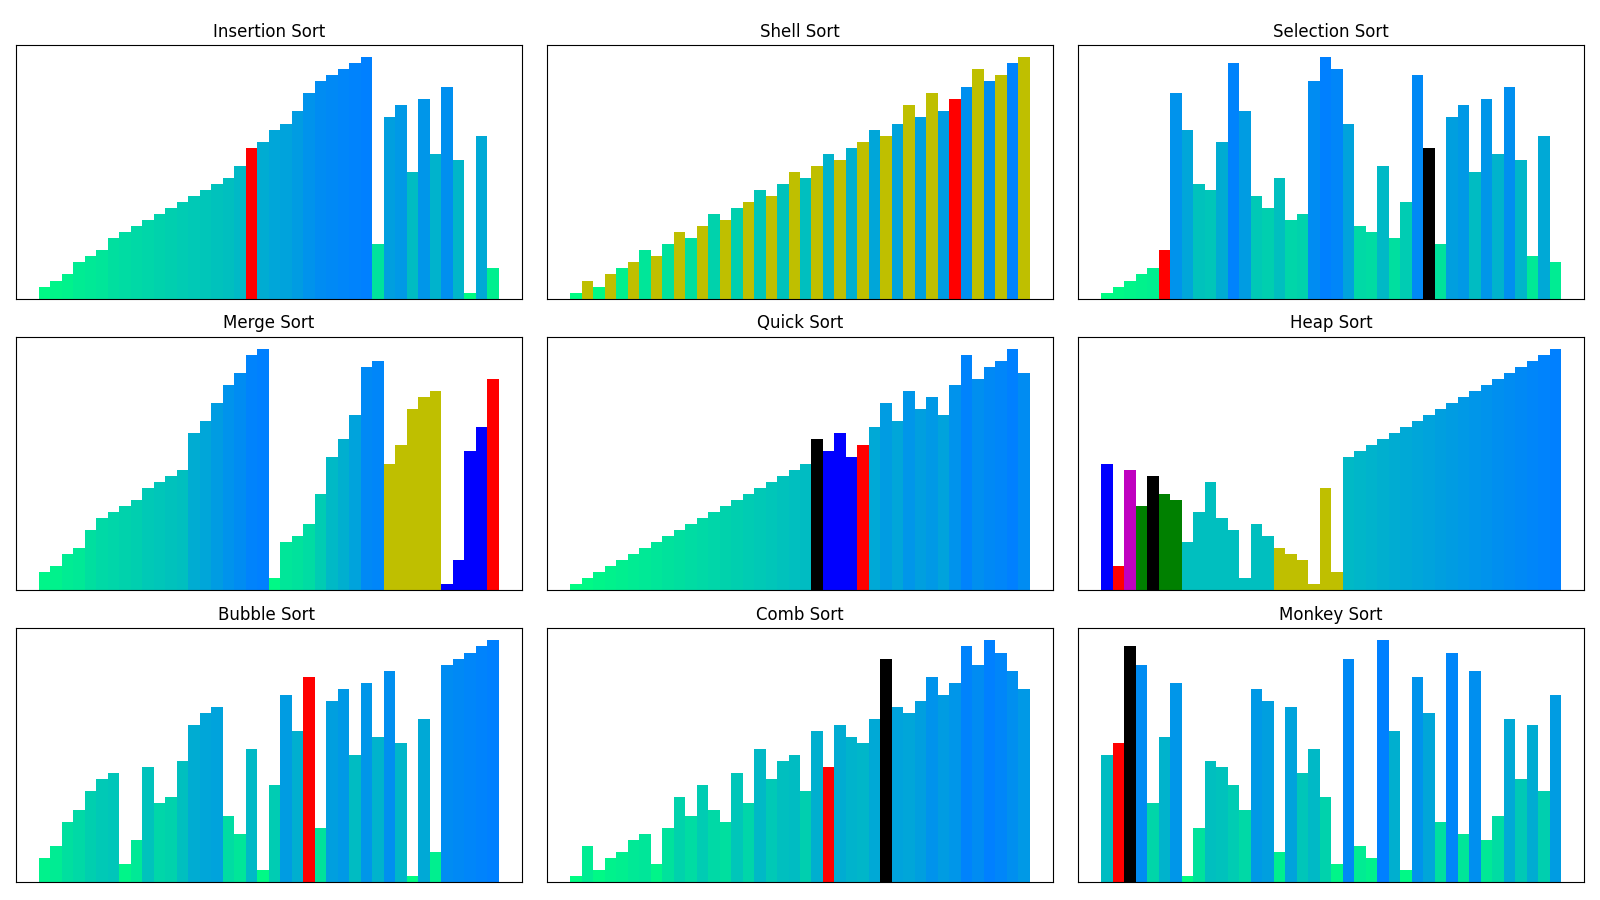 Insertion Sort
Shell Sort
Selection Sort
Merge Sort
Quick Sort
Heap Sort
Bubble Sort
Comb Sort
Monkey Sort